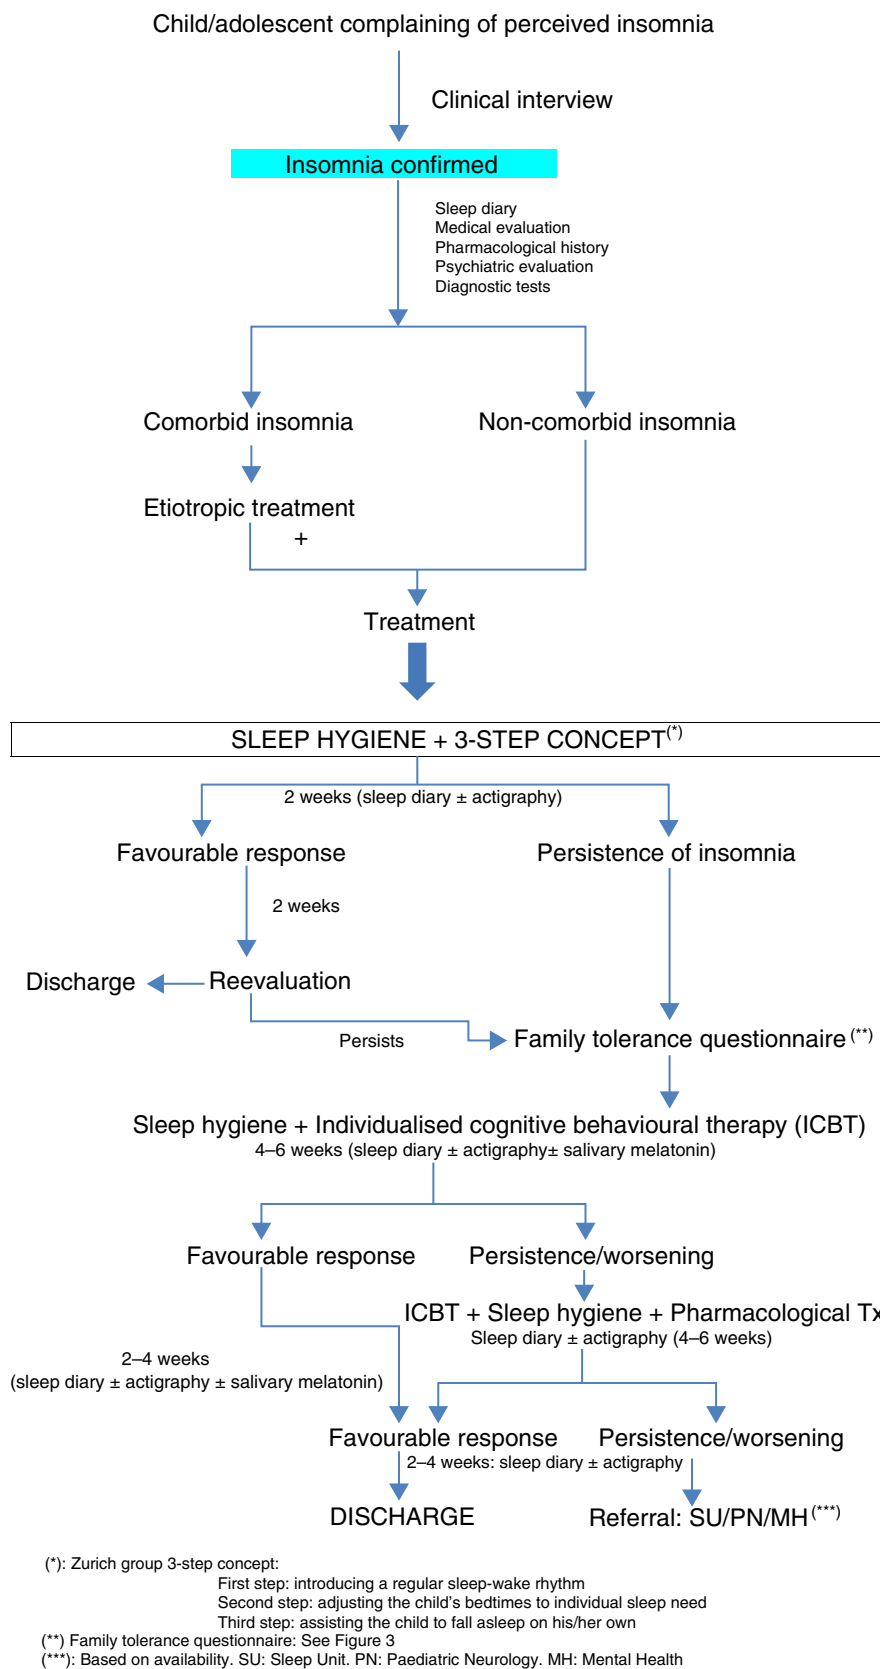 Child/adolescent complaining of perceived insomnia
Clinical interview
Insomnia confirmed
Sleep diary
Medical evaluation
Pharmacological history
Psychiatric evaluation
Diagnostic tests
Comorbid insomnia
Non-comorbid insomnia
Etiotropic treatment
+
Treatment
SLEEP HYGIENE + 3-STEP CONCEPT(*)
2 weeks (sleep diary ± actigraphy)
Favourable response
Persistence of insomnia
2 weeks
Discharge
Reevaluation
Persists
Family tolerance questionnaire (**)
Sleep hygiene + Individualised cognitive behavioural therapy (ICBT)
4–6 weeks (sleep diary ± actigraphy± salivary melatonin)
Favourable response
Persistence/worsening
ICBT + Sleep hygiene + Pharmacological Tx
Sleep diary ± actigraphy (4–6 weeks)
2–4 weeks
(sleep diary ± actigraphy ± salivary melatonin)
Favourable response
Persistence/worsening
2–4 weeks: sleep diary ± actigraphy
DISCHARGE
Referral: SU/PN/MH(***)
(*): Zurich group 3-step concept:
First step: introducing a regular sleep-wake rhythm
Second step: adjusting the child's bedtimes to individual sleep need
Third step: assisting the child to fall asleep on his/her own
(**) Family tolerance questionnaire: See Figure 3
(***): Based on availability. SU: Sleep Unit. PN: Paediatric Neurology. MH: Mental Health